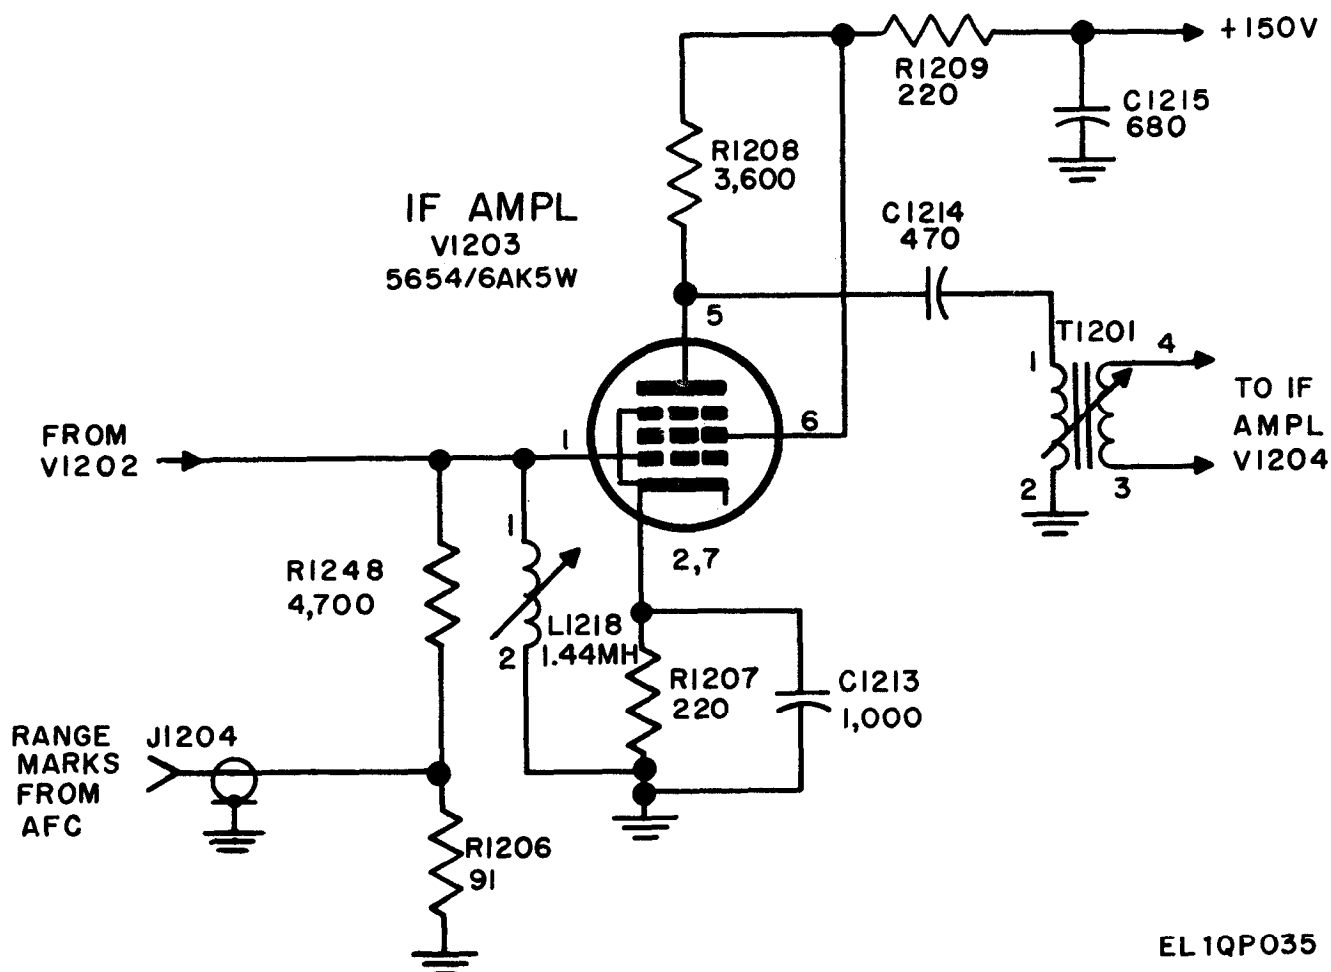 +150V
R1209
220
C1215
680
R1208
3,600
C1214
470
IF AMPL
V1203
5654/6AK5W
5
T1201
1
4
TO IF
AMPL
V1204
2
3
6
1
FROM
V1202
2,7
1
R1248
4,700
L1218
1.44MH
2
R1207
220
C1213
1,000
RANGE
MARKS
FROM
AFC
J1204
R1206
91
EL1QP035